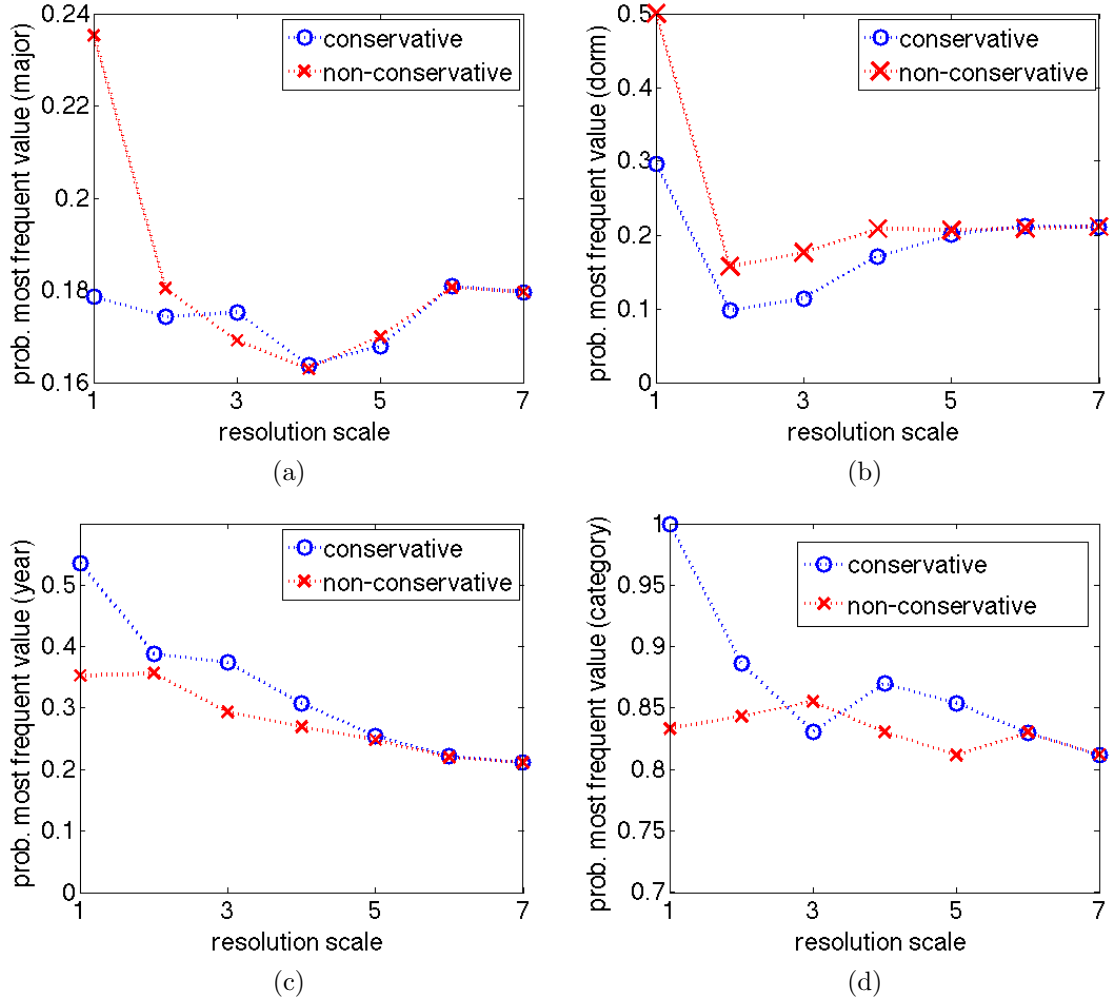 prob. most frequent value (major)
0.24
0.22
0.2
0.18
0.16
1
3
5
7
resolution scale
conservative
non-conservative
(a)
prob. most frequent value (dorm)
0.5
0.4
0.3
0.2
0.1
0
1
3
5
7
resolution scale
conservative
non-conservative
(b)
prob. most frequent value (year)
0.5
0.4
0.3
0.2
0.1
0
1
3
5
7
resolution scale
conservative
non-conservative
(c)
prob. most frequent value (category)
1
0.95
0.9
0.85
0.8
0.75
0.7
1
3
5
7
resolution scale
conservative
non-conservative
(d)